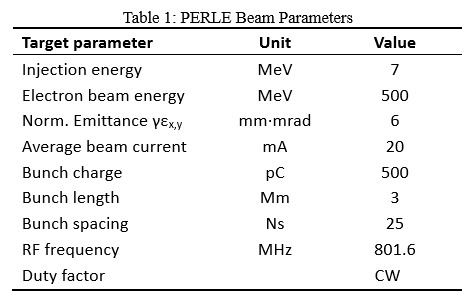 Table 1: PERLE Beam Parameters
Target parameter Unit Value
Injection energy MeV 7
Electron beam energy MeV 500
Norm. Emittance γεx,y mm·mrad 6
Average beam current mA 20
Bunch charge pC 500
Bunch length Mm 3
Bunch spacing Ns 25
RF frequency MHz 801.6
Duty factor CW